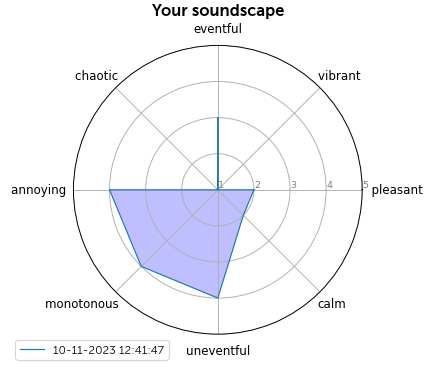 Your soundscape
eventful
chaotic
vibrant
annoying
1 2 3 4 5
pleasant
monotonous
calm
uneventful
10-11-2023 12:41:47